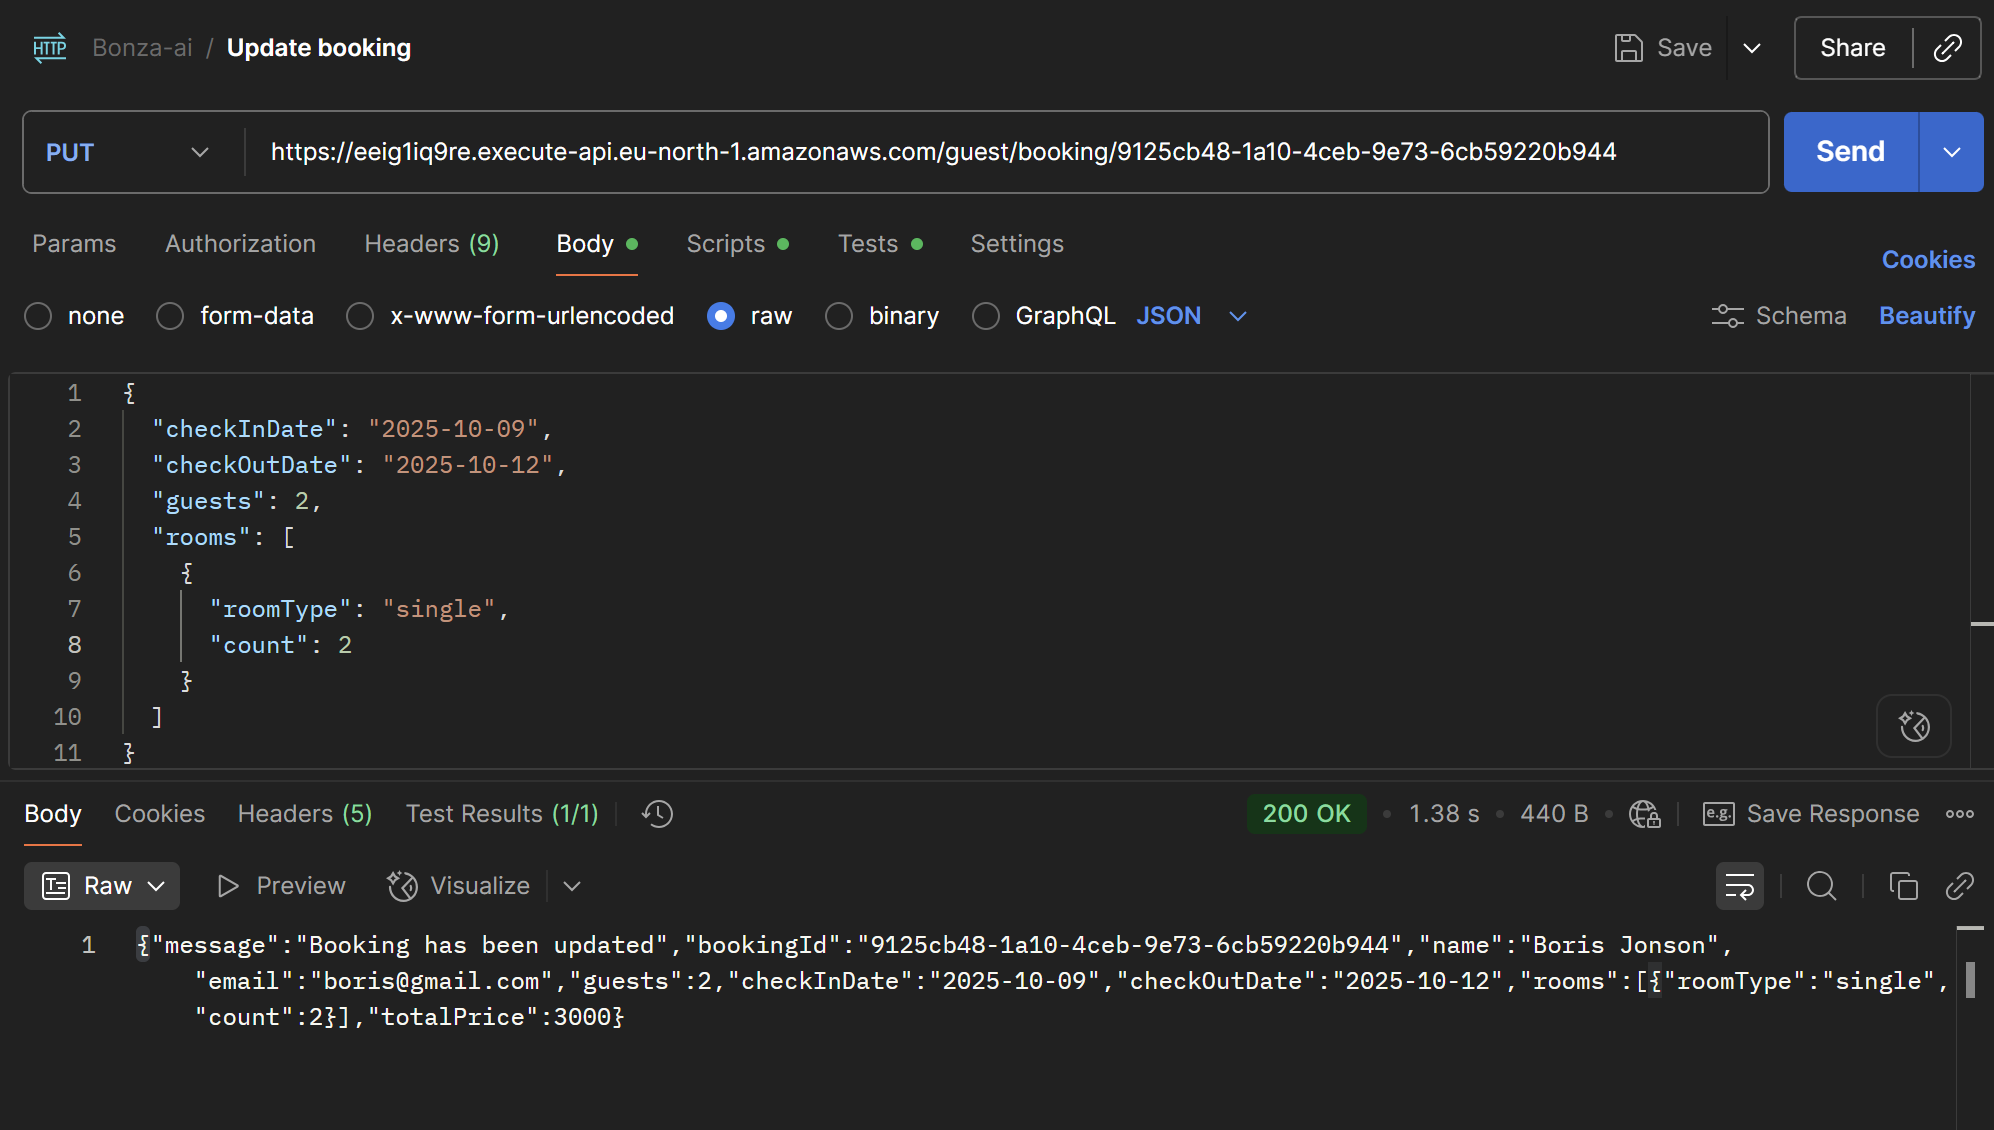 HTTP Bonza-ai / Update booking Save Share
PUT https://eeig1iq9re.execute-api.eu-north-1.amazonaws.com/guest/booking/9125cb48-1a10-4ceb-9e73-6cb59220b944 Send
Params Authorization Headers (9) Body Scripts Tests Settings Cookies
none form-data x-www-form-urlencoded raw binary GraphQL JSON Schema Beautify
1 {
2 "checkInDate": "2025-10-09",
3 "checkOutDate": "2025-10-12",
4 "guests": 2,
5 "rooms": [
6 {
7 "roomType": "single",
8 "count": 2
9 }
10 ]
11 }
Body Cookies Headers (5) Test Results (1/1) 200 OK • 1.38 s • 440 B • e.g. Save Response
Raw Preview Visualize
1 {"message":"Booking has been updated","bookingId":"9125cb48-1a10-4ceb-9e73-6cb59220b944","name":"Boris Jonson",
"email":"boris@gmail.com","guests":2,"checkInDate":"2025-10-09","checkOutDate":"2025-10-12","rooms":[{"roomType":"single",
"count":2}],"totalPrice":3000}